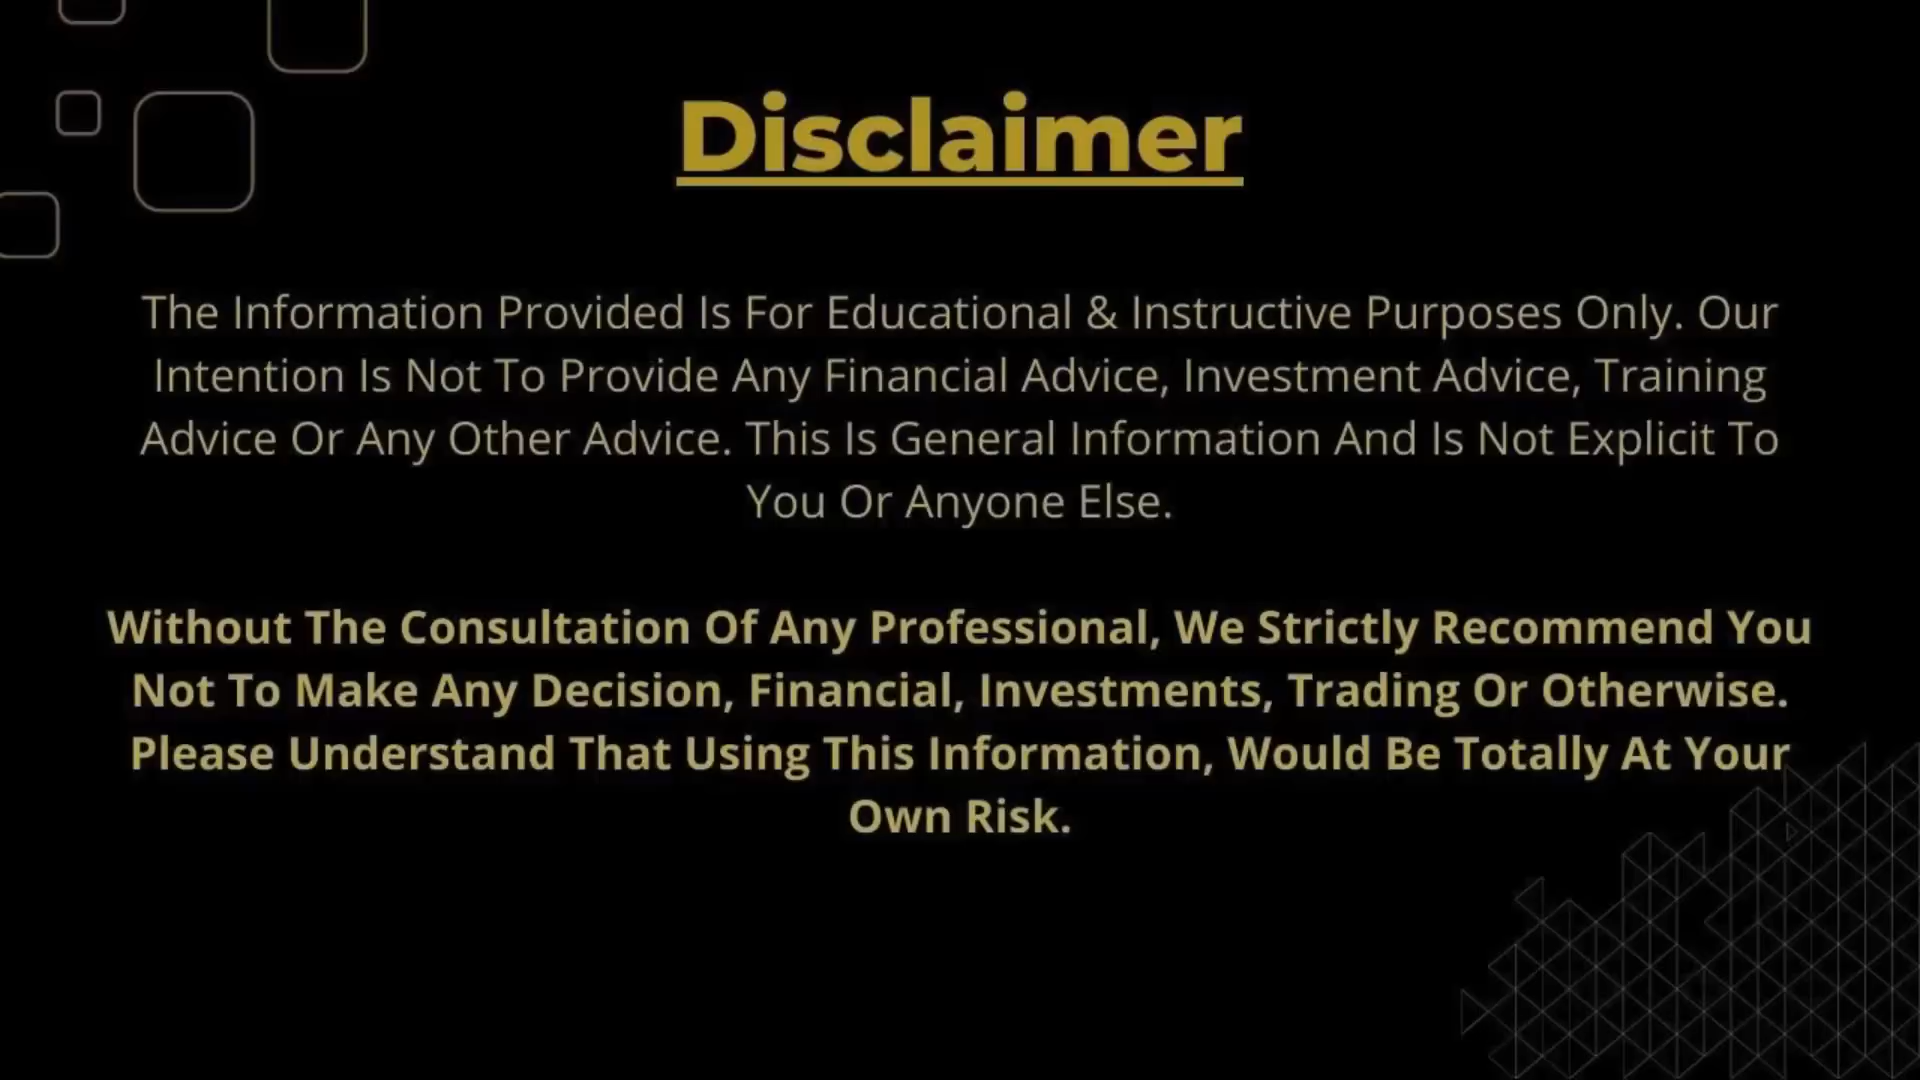 Disclaimer
The Information Provided Is For Educational & Instructive Purposes Only. Our
Intention Is Not To Provide Any Financial Advice, Investment Advice, Training
Advice Or Any Other Advice. This Is General Information And Is Not Explicit To
You Or Anyone Else.
Without The Consultation Of Any Professional, We Strictly Recommend You
Not To Make Any Decision, Financial, Investments, Trading Or Otherwise.
Please Understand That Using This Information, Would Be Totally At Your
Own Risk.